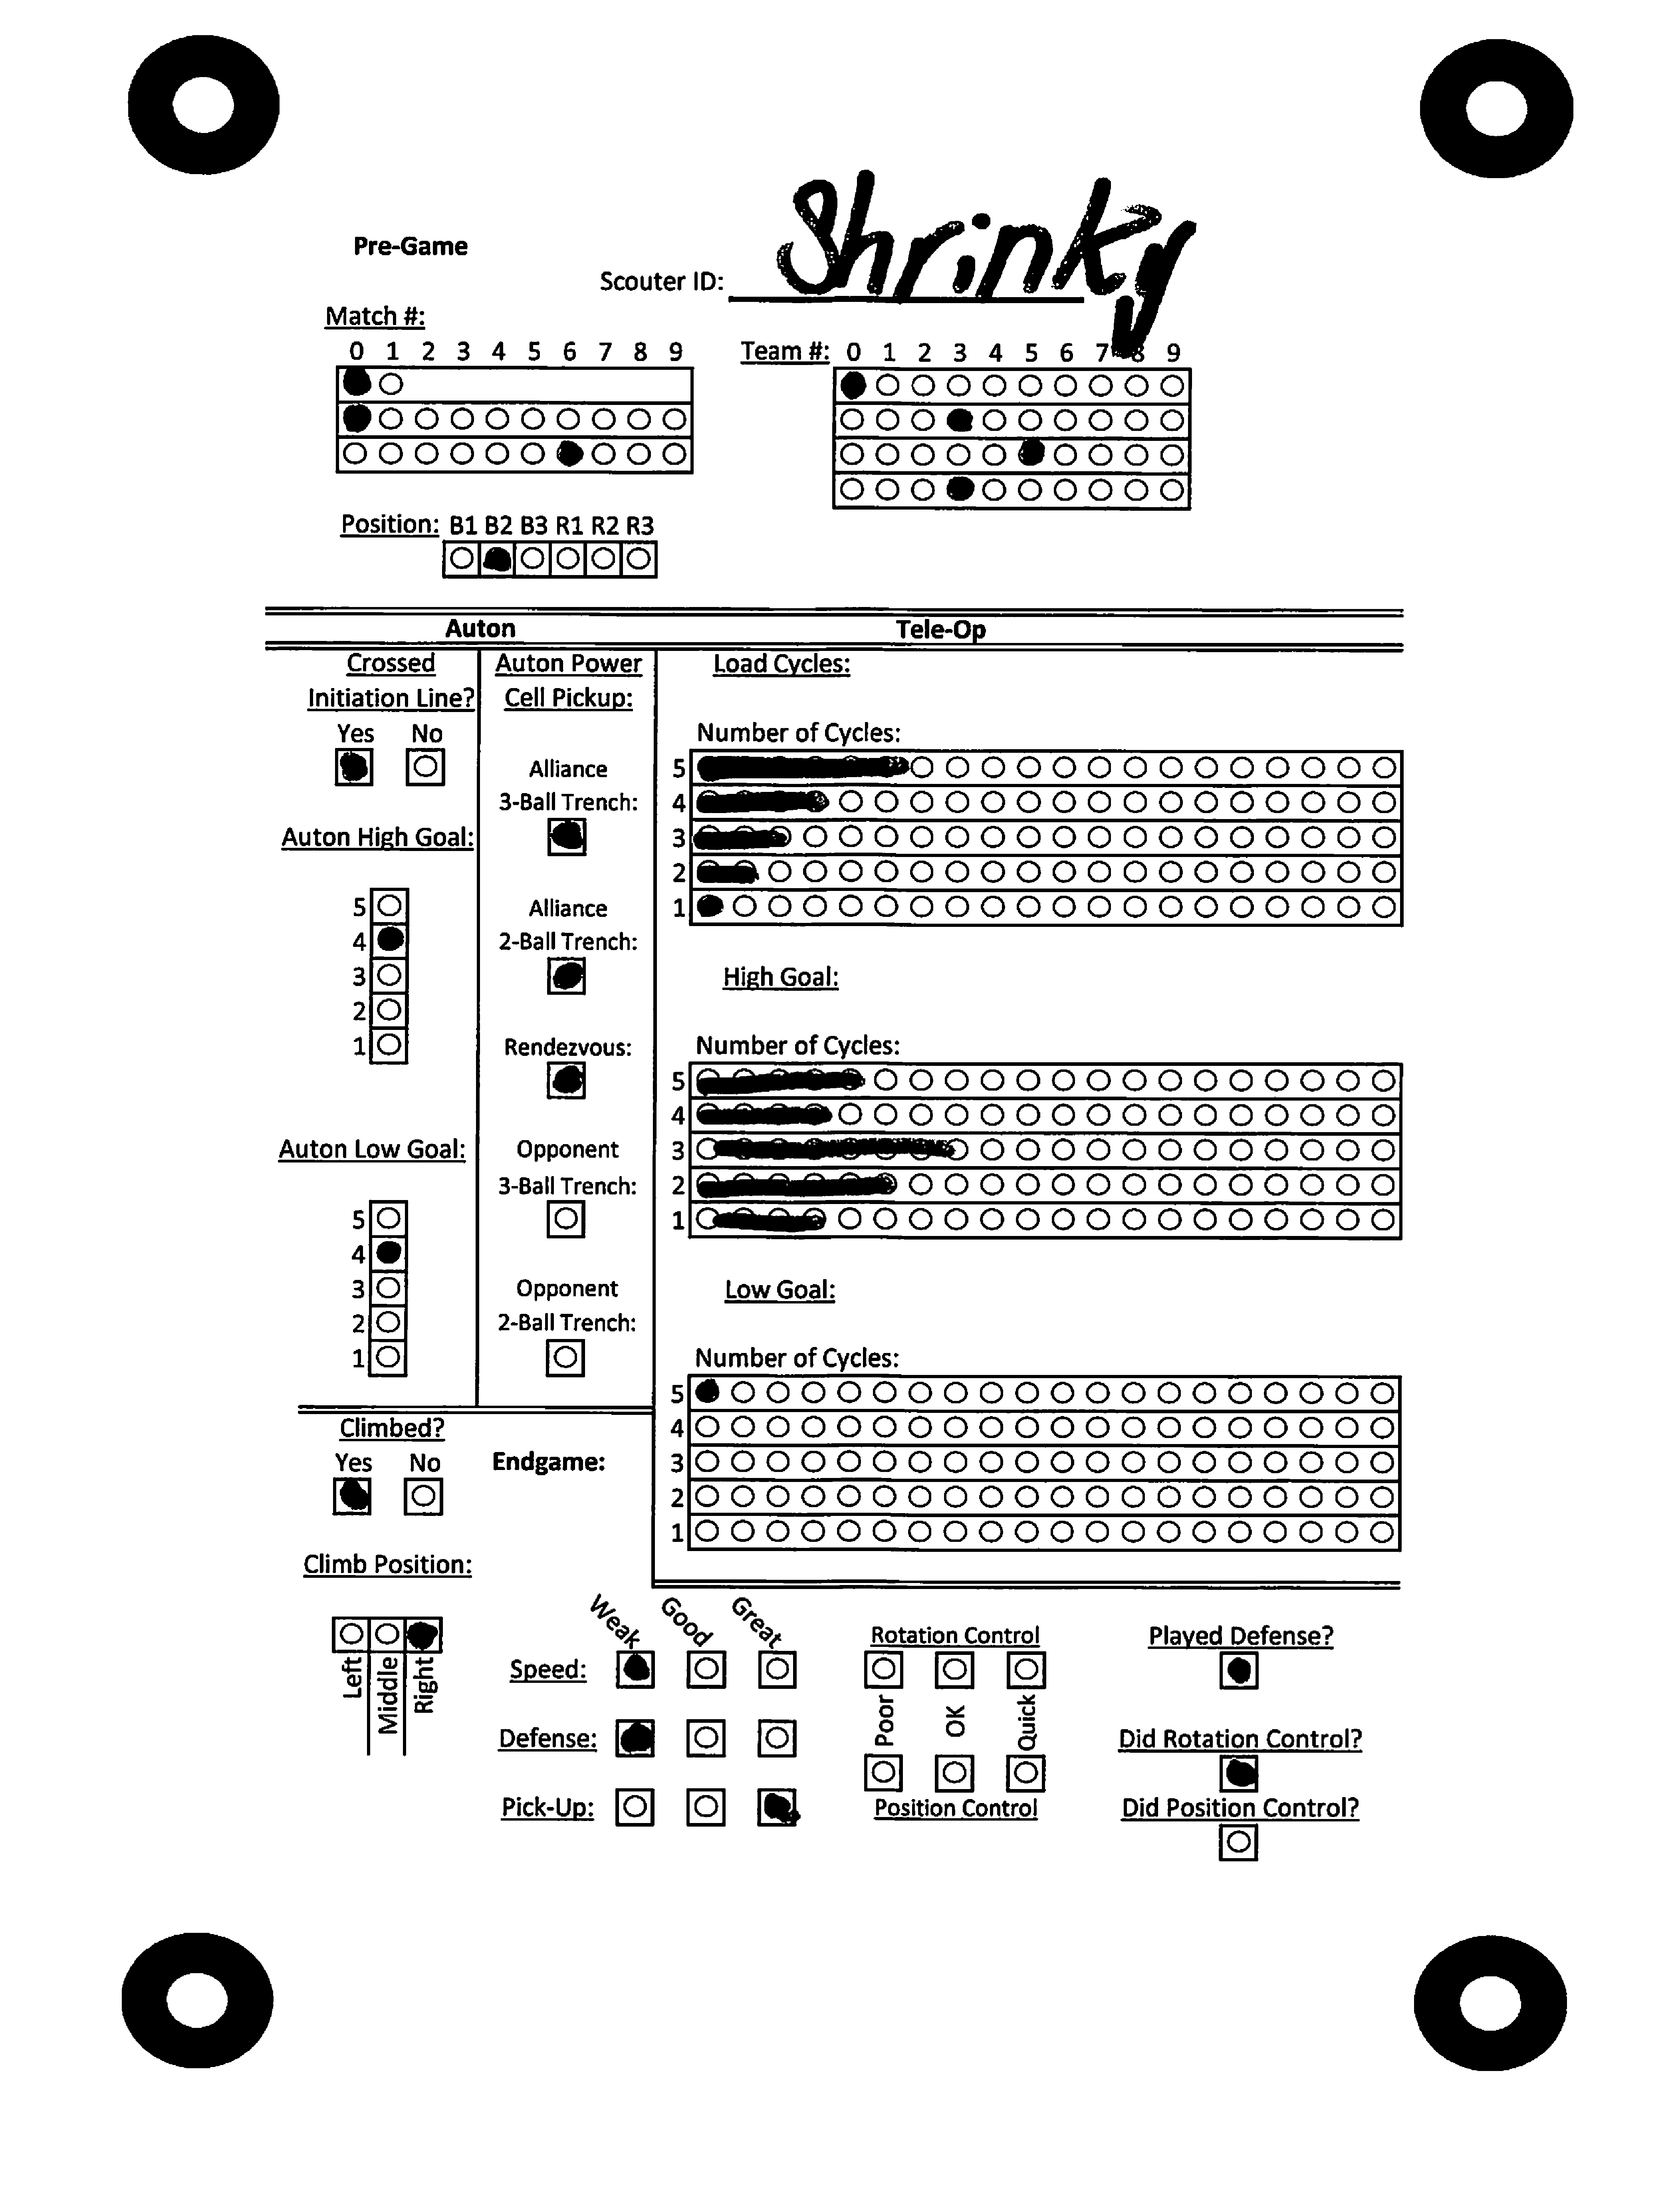 Pre-Game
Scouter ID: Shrinky
Match #:
0 1 2 3 4 5 6 7 8 9
Team #: 0 1 2 3 4 5 6 7 8 9
Position: B1 B2 B3 R1 R2 R3
Auton
Tele-Op
Crossed
Initiation Line?
Yes No
Auton High Goal:
5
4
3
2
1
Auton Low Goal:
5
4
3
2
1
Auton Power
Cell Pickup:
Alliance
3-Ball Trench:
Alliance
2-Ball Trench:
Rendezvous:
Opponent
3-Ball Trench:
Opponent
2-Ball Trench:
Load Cycles:
Number of Cycles:
5
4
3
2
1
High Goal:
Number of Cycles:
5
4
3
2
1
Low Goal:
Number of Cycles:
5
4
3
2
1
Climbed?
Yes No
Endgame:
Climb Position:
Left
Middle
Right
Weak Good Great
Speed:
Defense:
Pick-Up:
Rotation Control
Poor OK Quick
Position Control
Played Defense?
Did Rotation Control?
Did Position Control?